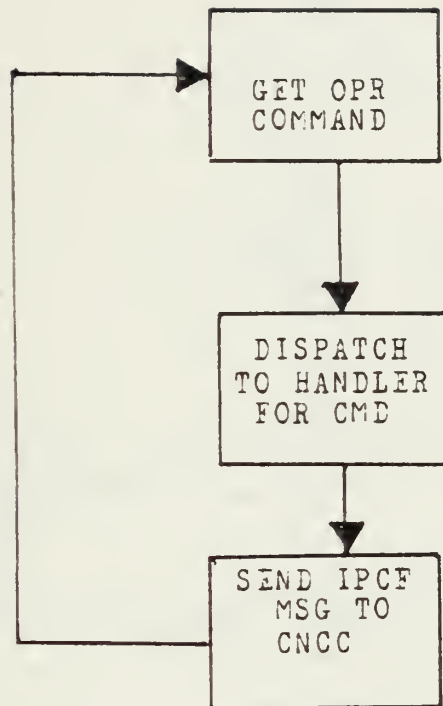 GET OPR
COMMAND
DISPATCH
TO HANDLER
FOR CMD
SEND IPCF
MSG TO
CNCC